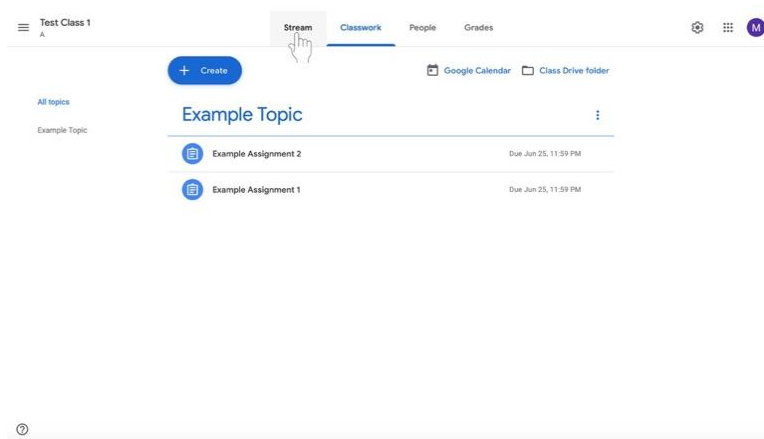 Test Class 1
A
Stream Classwork People Grades
M
Create
Google Calendar Class Drive folder
All topics
Example Topic
Example Topic
Example Assignment 2 Due Jun 25, 11:59 PM
Example Assignment 1 Due Jun 25, 11:59 PM